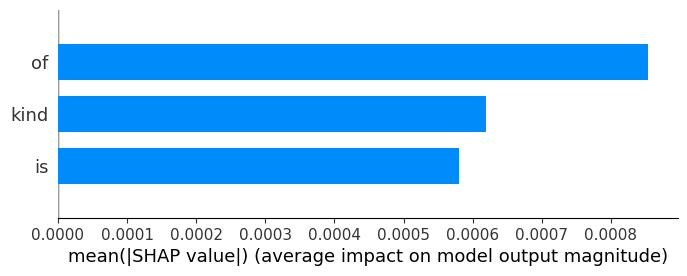 of
kind
is
0.0000 0.0001 0.0002 0.0003 0.0004 0.0005 0.0006 0.0007 0.0008
mean(|SHAP value|) (average impact on model output magnitude)